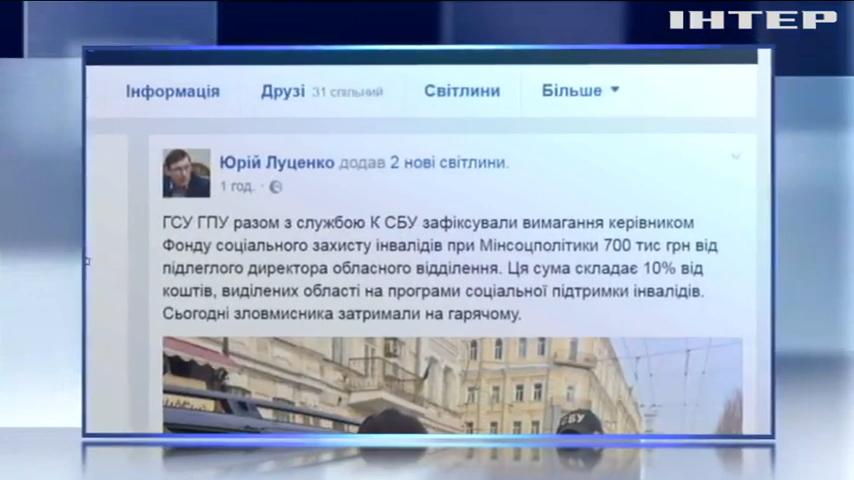 ІНТЕР
Інформація Друзі 31 спільний Світлини Більше
Юрій Луценко додав 2 нові світлини.
1 год.
ГСУ ГПУ разом з службою К СБУ зафіксували вимагання керівником
Фонду соціального захисту інвалідів при Мінсоцполітики 700 тис грн від
підлеглого директора обласного відділення. Ця сума складає 10% від
коштів, виділених області на програми соціальної підтримки інвалідів.
Сьогодні зловмисника затримали на гарячому.
СБУ